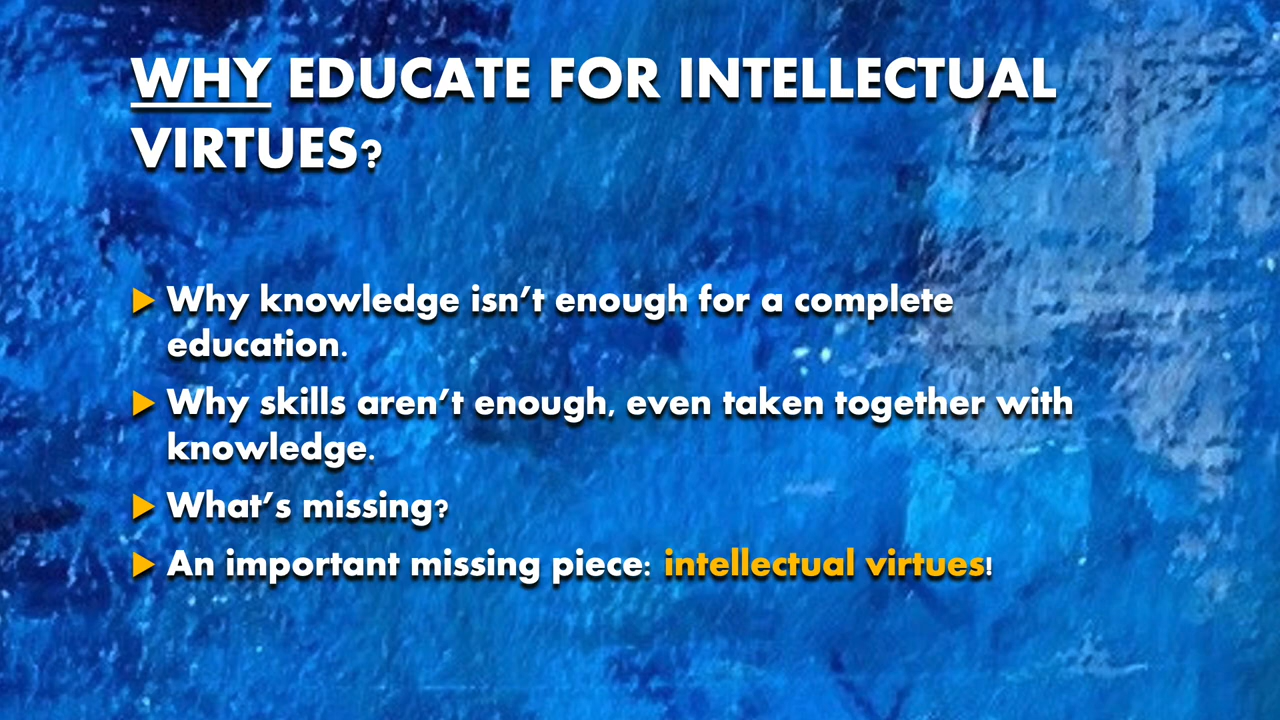 WHY EDUCATE FOR INTELLECTUAL
VIRTUES?
Why knowledge isn’t enough for a complete
education.
Why skills aren’t enough, even taken together with
knowledge.
What’s missing?
An important missing piece: intellectual virtues!